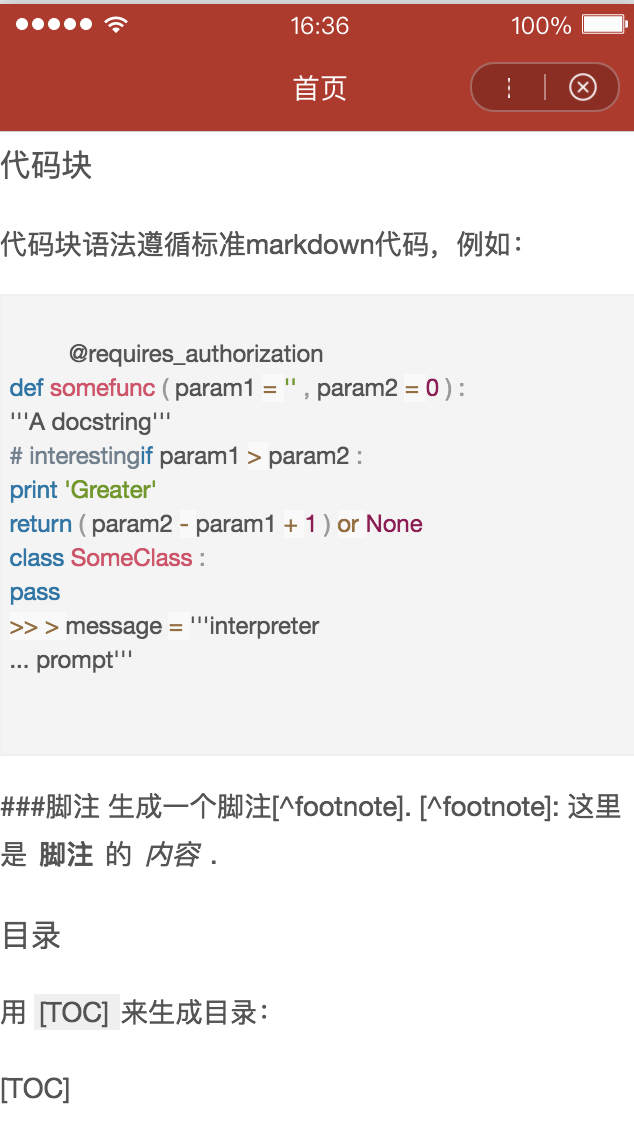 16:36
100%
首页
代码块
代码块语法遵循标准markdown代码，例如：
@requires_authorization
def somefunc ( param1 = '' , param2 = 0 ) :
'''A docstring'''
# interestingif param1 > param2 :
print 'Greater'
return ( param2 - param1 + 1 ) or None
class SomeClass :
pass
>> > message = '''interpreter
... prompt'''
###脚注 生成一个脚注[^footnote]. [^footnote]: 这里
是 脚注 的 内容 .
目录
用 [TOC] 来生成目录：
[TOC]